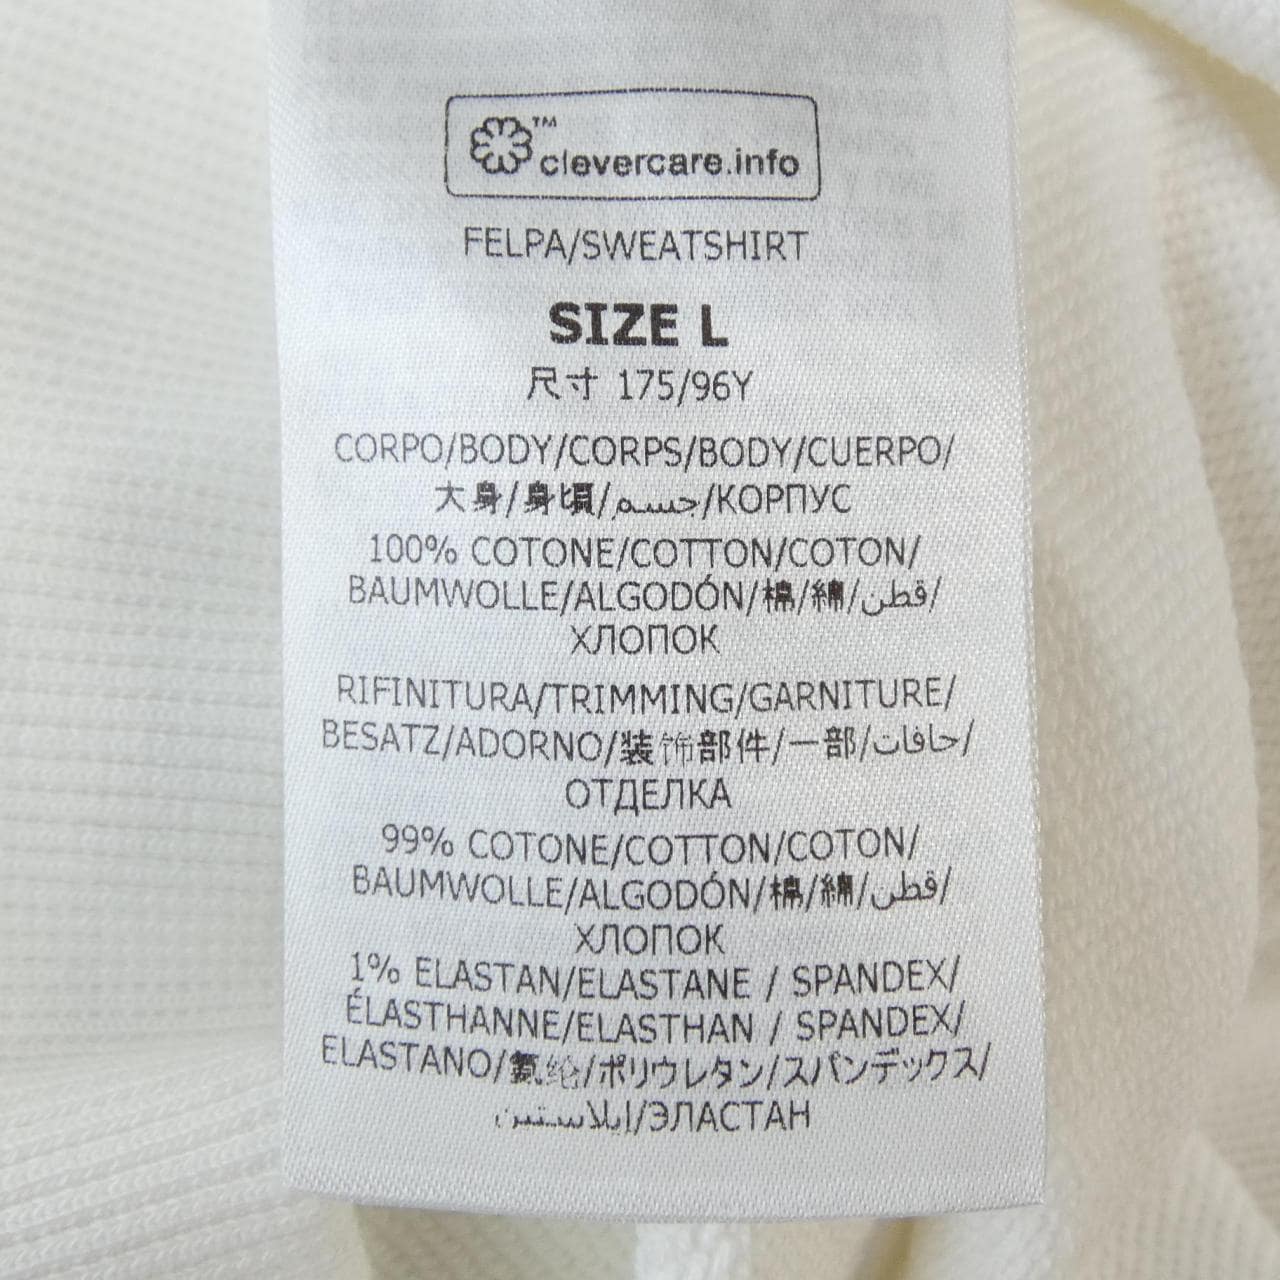 ™ clevercare.info
FELPA/SWEATSHIRT
SIZE L
尺寸 175/96Y
CORPO/BODY/CORPS/BODY/CUERPO/
大身/身頃/جسم/КОРПУС
100% COTONE/COTTON/COTON/
BAUMWOLLE/ALGODÓN/棉/綿/قطن/
ХЛОПОК
RIFINITURA/TRIMMING/GARNITURE/
BESATZ/ADORNO/装饰部件/一部/حافات/
ОТДЕЛКА
99% COTONE/COTTON/COTON/
BAUMWOLLE/ALGODÓN/棉/綿/قطن/
ХЛОПОК
1% ELASTAN/ELASTANE / SPANDEX/
ÉLASTHANNE/ELASTHAN / SPANDEX/
ELASTANO/氨纶/ポリウレタン/スパンデックス/
إيلاستين/ЭЛАСТАН